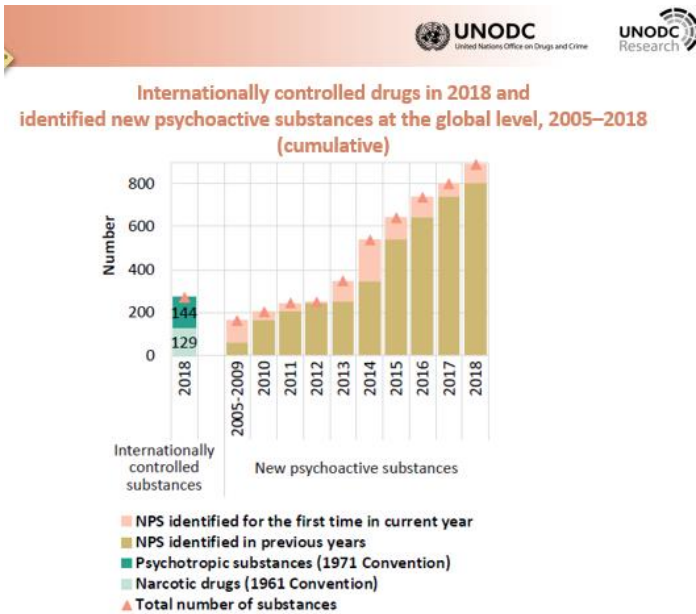 UNODC
United Nations Office on Drugs and Crime
UNODC
Research
Internationally controlled drugs in 2018 and
identified new psychoactive substances at the global level, 2005–2018
(cumulative)
Number
800
600
400
200
0
144
129
2018
2005-2009
2010
2011
2012
2013
2014
2015
2016
2017
2018
Internationally
controlled
substances
New psychoactive substances
NPS identified for the first time in current year
NPS identified in previous years
Psychotropic substances (1971 Convention)
Narcotic drugs (1961 Convention)
Total number of substances